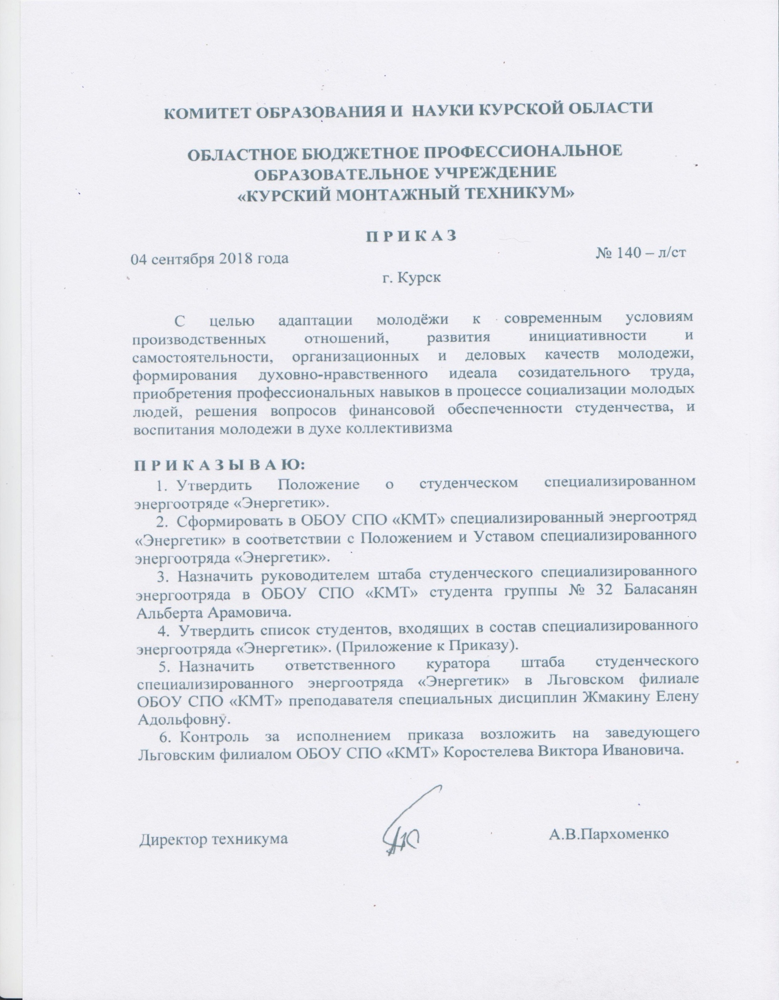 КОМИТЕТ ОБРАЗОВАНИЯ И НАУКИ КУРСКОЙ ОБЛАСТИ
ОБЛАСТНОЕ БЮДЖЕТНОЕ ПРОФЕССИОНАЛЬНОЕ
ОБРАЗОВАТЕЛЬНОЕ УЧРЕЖДЕНИЕ
«КУРСКИЙ МОНТАЖНЫЙ ТЕХНИКУМ»
П Р И К А З
04 сентября 2018 года № 140 – л/ст
г. Курск
С целью адаптации молодёжи к современным условиям
производственных отношений, развития инициативности и
самостоятельности, организационных и деловых качеств молодежи,
формирования духовно-нравственного идеала созидательного труда,
приобретения профессиональных навыков в процессе социализации молодых
людей, решения вопросов финансовой обеспеченности студенчества, и
воспитания молодежи в духе коллективизма
П Р И К А З Ы В А Ю:
1. Утвердить Положение о студенческом специализированном
энергоотряде «Энергетик».
2. Сформировать в ОБОУ СПО «КМТ» специализированный энергоотряд
«Энергетик» в соответствии с Положением и Уставом специализированного
энергоотряда «Энергетик».
3. Назначить руководителем штаба студенческого специализированного
энергоотряда в ОБОУ СПО «КМТ» студента группы № 32 Баласанян
Альберта Арамовича.
4. Утвердить список студентов, входящих в состав специализированного
энергоотряда «Энергетик». (Приложение к Приказу).
5. Назначить ответственного куратора штаба студенческого
специализированного энергоотряда «Энергетик» в Льговском филиале
ОБОУ СПО «КМТ» преподавателя специальных дисциплин Жмакину Елену
Адольфовну.
6. Контроль за исполнением приказа возложить на заведующего
Льговским филиалом ОБОУ СПО «КМТ» Коростелева Виктора Ивановича.
Директор техникума А.В.Пархоменко